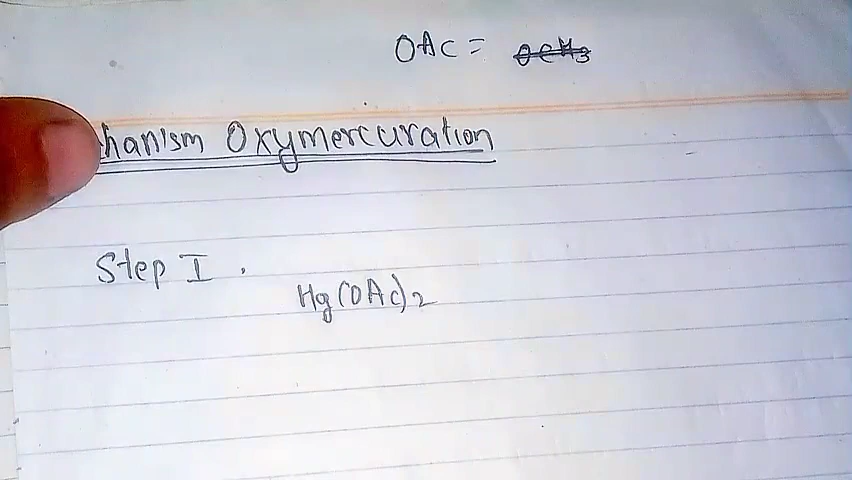 OAc =
hanism Oxymercuration
Step I .
Hg(OAc)2